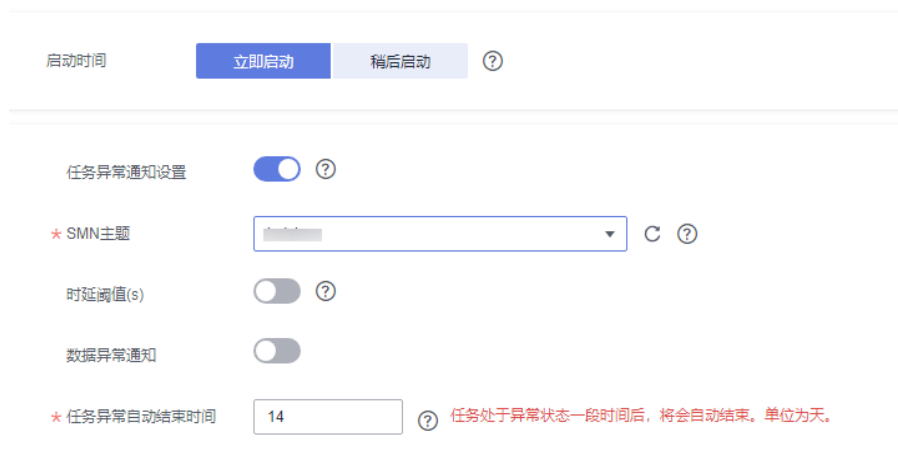 启动时间 立即启动 稍后启动 ?
任务异常通知设置 ?
* SMN主题 ?
时延阈值(s) ?
数据异常通知
* 任务异常自动结束时间 14 ? 任务处于异常状态一段时间后，将会自动结束。单位为天。